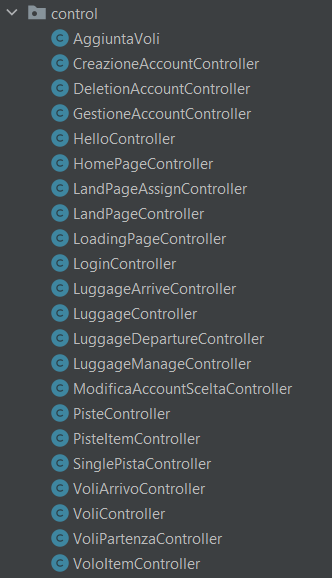 control
AggiuntaVoli
CreazioneAccountController
DeletionAccountController
GestioneAccountController
HelloController
HomePageController
LandPageAssignController
LandPageController
LoadingPageController
LoginController
LuggageArriveController
LuggageController
LuggageDepartureController
LuggageManageController
ModificaAccountSceltaController
PisteController
PisteItemController
SinglePistaController
VoliArrivoController
VoliController
VoliPartenzaController
VoloItemController